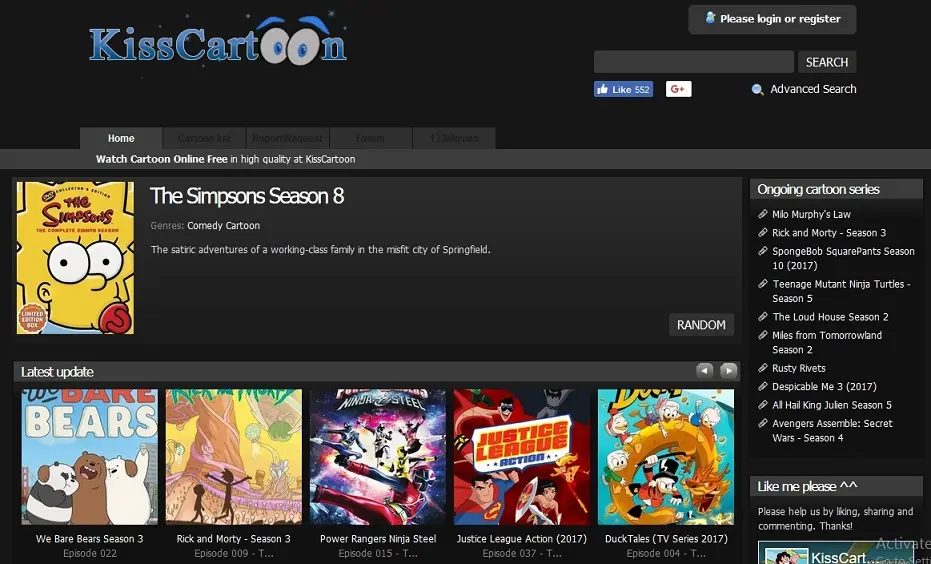 KissCartoon
Please login or register
SEARCH
Like 552
G+
Advanced Search
Home
Cartoon list
Report/Request
Forum
123Movies
Watch Cartoon Online Free in high quality at KissCartoon
DVD COLLECTOR'S EDITION
THE
SIMPSONS
THE COMPLETE EIGHTH SEASON
LIMITED
EDITION
BOX
The Simpsons Season 8
Genres: Comedy Cartoon
The satiric adventures of a working-class family in the misfit city of Springfield.
RANDOM
Latest update
We BARE
BEARS
We Bare Bears Season 3
Episode 022
Rick and Morty - Season 3
Episode 009 - T...
NINJA STEEL
Power Rangers Ninja Steel
Episode 015 - T...
JUSTICE
LEAGUE
ACTION
Justice League Action (2017)
Episode 037 - T...
DuckTales (TV Series 2017)
Episode 004 - T...
Ongoing cartoon series
Milo Murphy's Law
Rick and Morty - Season 3
SpongeBob SquarePants Season
10 (2017)
Teenage Mutant Ninja Turtles -
Season 5
The Loud House Season 2
Miles from Tomorrowland
Season 2
Rusty Rivets
Despicable Me 3 (2017)
All Hail King Julien Season 5
Avengers Assemble: Secret
Wars - Season 4
Like me please ^^
Please help us by liking, sharing and
commenting. Thanks!
KissCart...
Activate